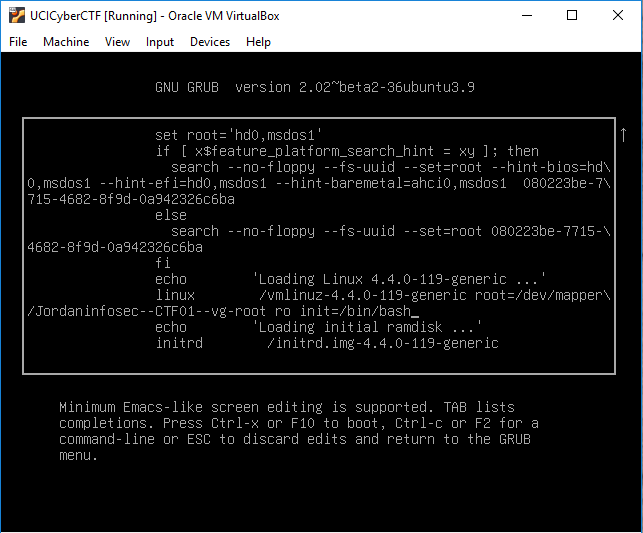 UCICyberCTF [Running] - Oracle VM VirtualBox
File Machine View Input Devices Help
GNU GRUB version 2.02~beta2-36ubuntu3.9
set root='hd0,msdos1'
if [ x$feature_platform_search_hint = xy ]; then
search --no-floppy --fs-uuid --set=root --hint-bios=hd\
0,msdos1 --hint-efi=hd0,msdos1 --hint-baremetal=ahci0,msdos1 080223be-7\
715-4682-8f9d-0a942326c6ba
else
search --no-floppy --fs-uuid --set=root 080223be-7715-\
4682-8f9d-0a942326c6ba
fi
echo 'Loading Linux 4.4.0-119-generic ...'
linux /vmlinuz-4.4.0-119-generic root=/dev/mapper\
/Jordaninfosec--CTF01--vg-root ro init=/bin/bash_
echo 'Loading initial ramdisk ...'
initrd /initrd.img-4.4.0-119-generic
Minimum Emacs-like screen editing is supported. TAB lists
completions. Press Ctrl-x or F10 to boot, Ctrl-c or F2 for a
command-line or ESC to discard edits and return to the GRUB
menu.